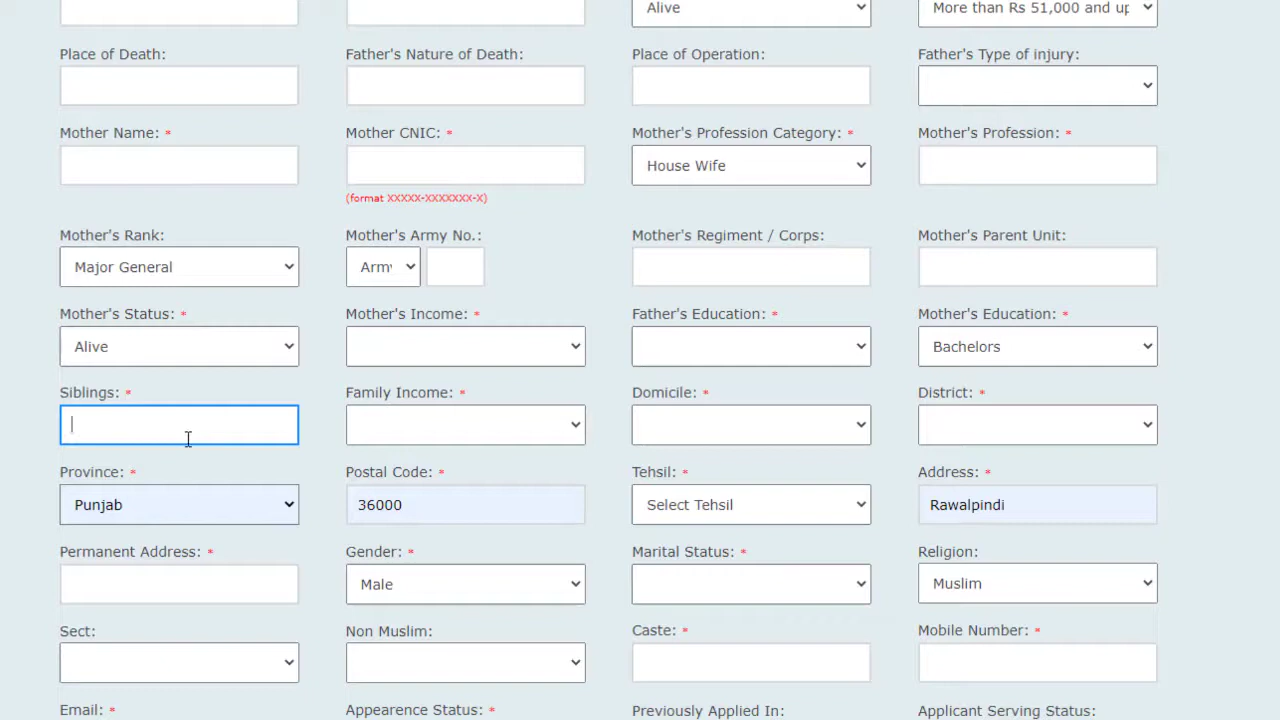 Alive More than Rs 51,000 and up
Place of Death: Father's Nature of Death: Place of Operation: Father's Type of injury:
Mother Name: * Mother CNIC: * Mother's Profession Category: * Mother's Profession: *
House Wife
(format XXXXX-XXXXXXX-X)
Mother's Rank: Mother's Army No.: Mother's Regiment / Corps: Mother's Parent Unit:
Major General Army
Mother's Status: * Mother's Income: * Father's Education: * Mother's Education: *
Alive Bachelors
Siblings: * Family Income: * Domicile: * District: *
Province: * Postal Code: * Tehsil: * Address: *
Punjab 36000 Select Tehsil Rawalpindi
Permanent Address: * Gender: * Marital Status: * Religion:
Male Muslim
Sect: Non Muslim: Caste: * Mobile Number: *
Email: * Appearence Status: * Previously Applied In: Applicant Serving Status: